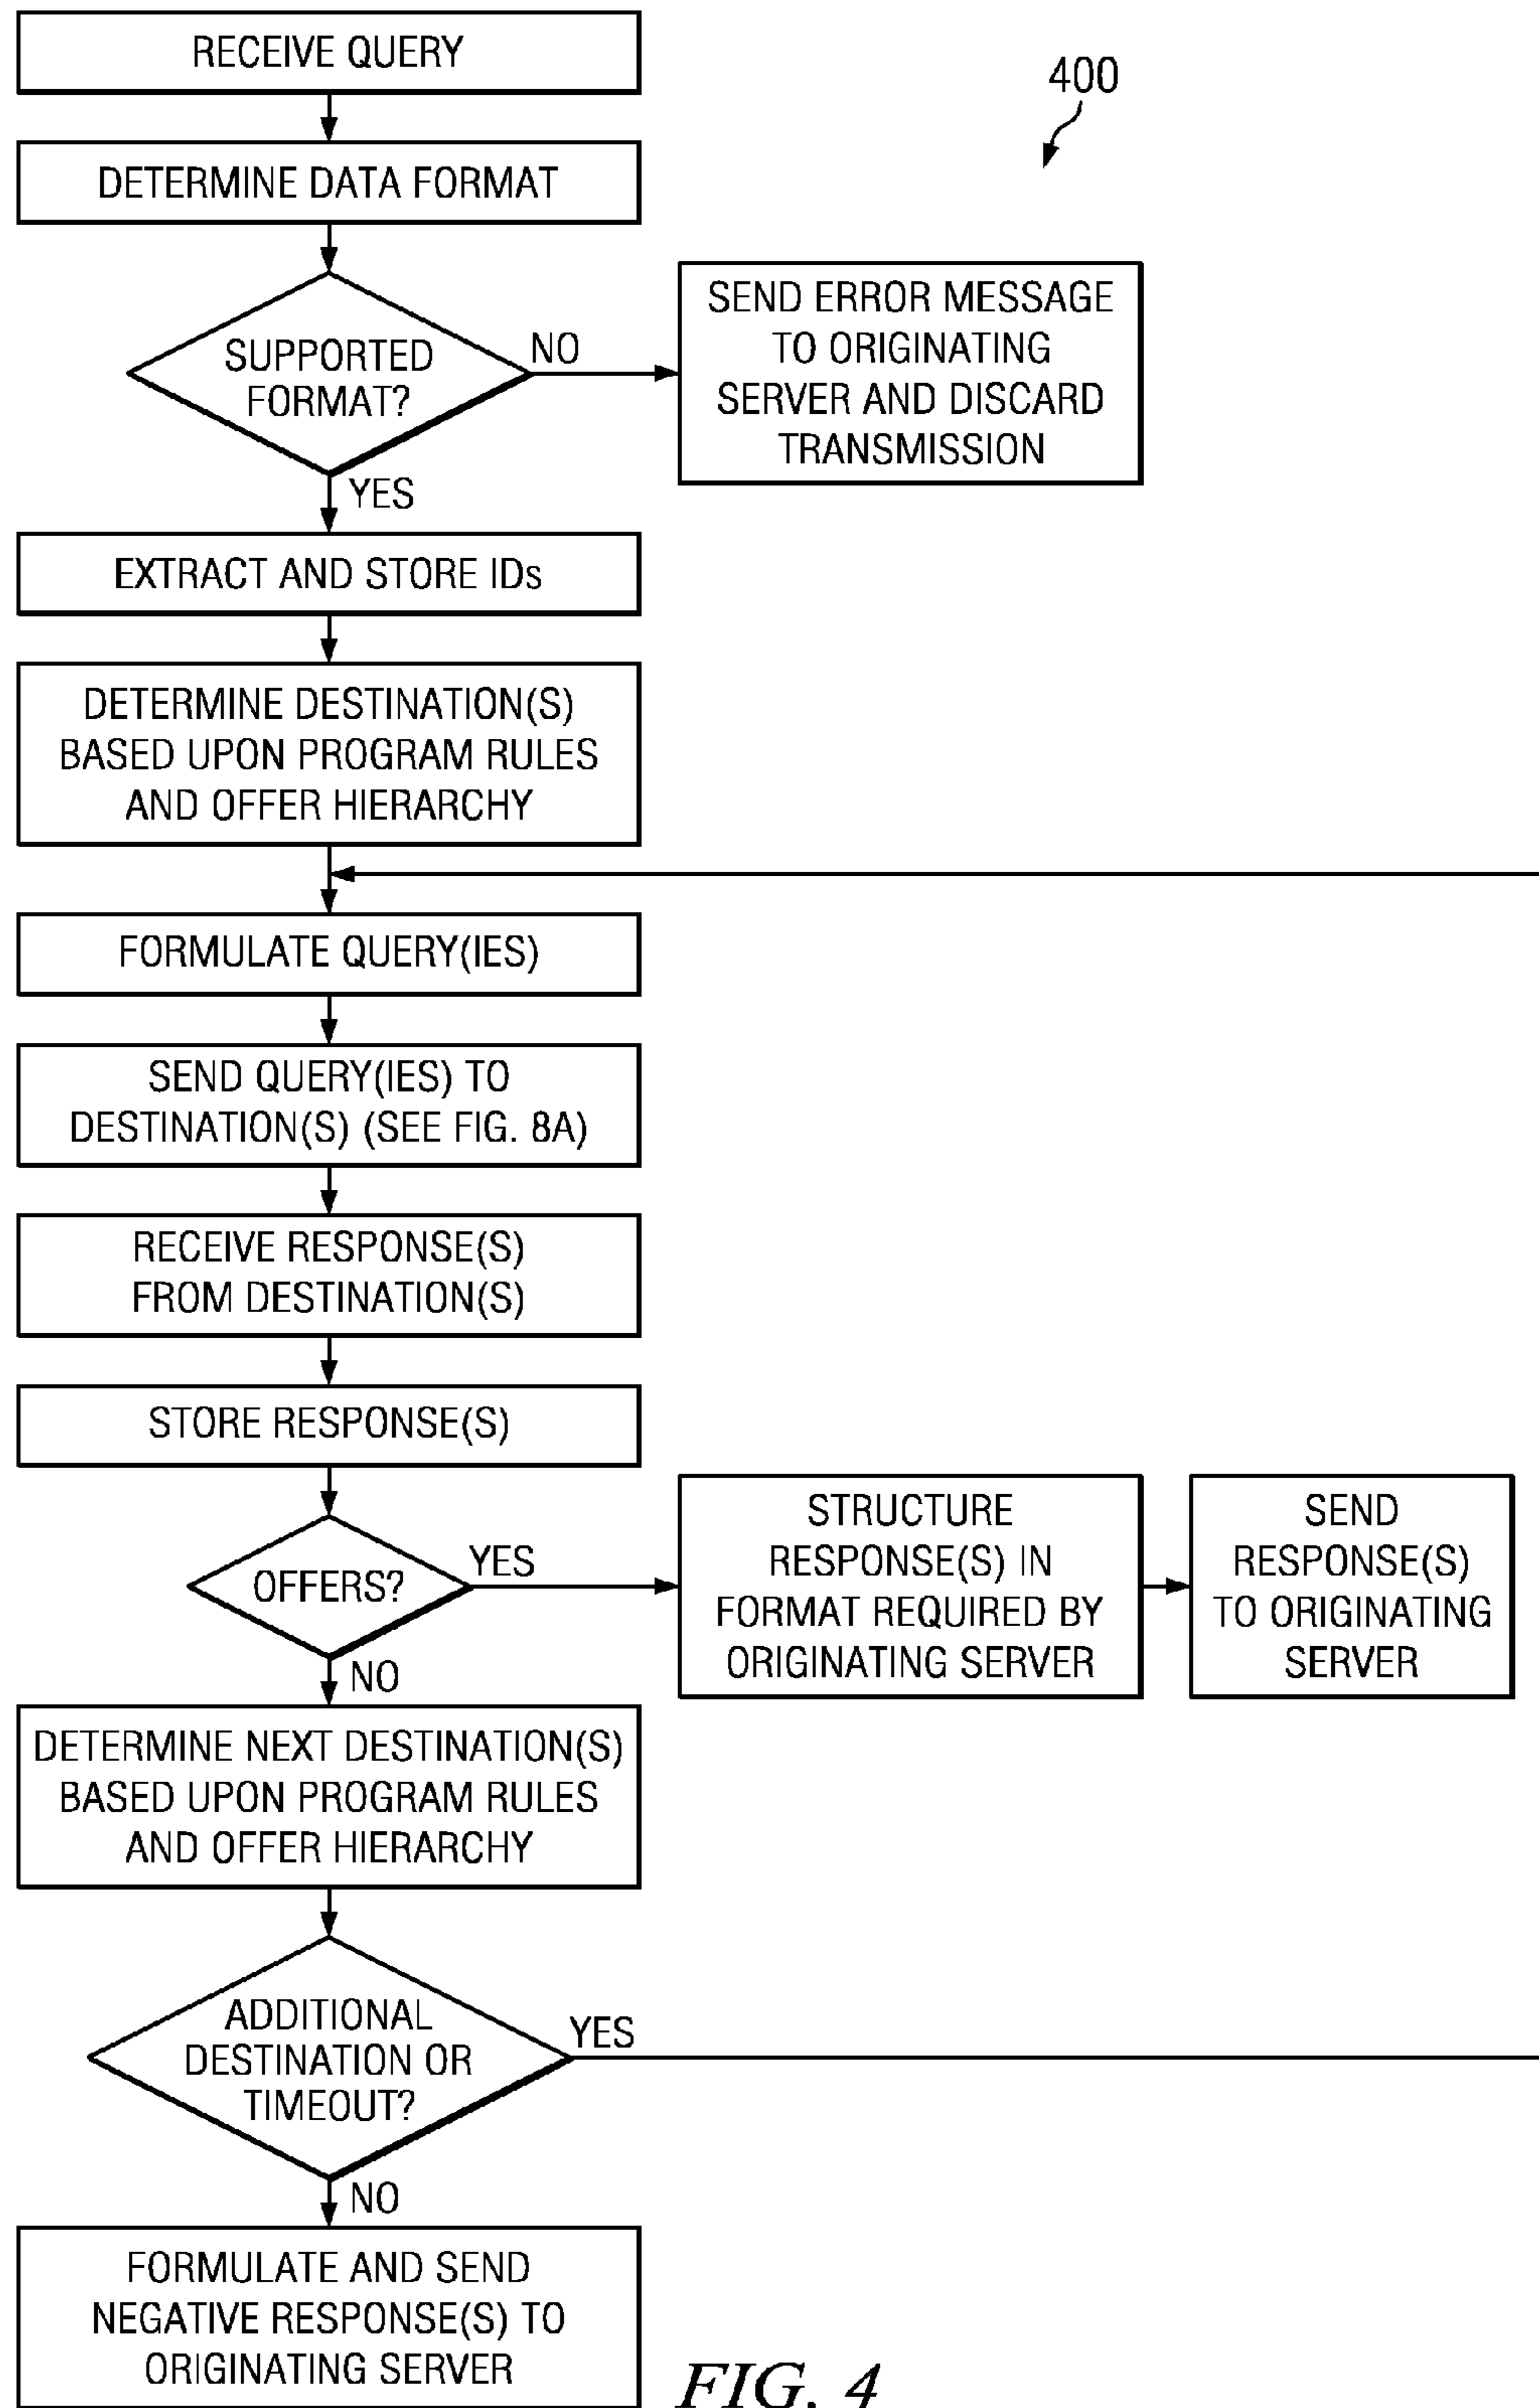 RECEIVE QUERY
400
DETERMINE DATA FORMAT
SUPPORTED
FORMAT?
NO
SEND ERROR MESSAGE
TO ORIGINATING
SERVER AND DISCARD
TRANSMISSION
YES
EXTRACT AND STORE IDs
DETERMINE DESTINATION(S)
BASED UPON PROGRAM RULES
AND OFFER HIERARCHY
FORMULATE QUERY(IES)
SEND QUERY(IES) TO
DESTINATION(S) (SEE FIG. 8A)
RECEIVE RESPONSE(S)
FROM DESTINATION(S)
STORE RESPONSE(S)
OFFERS?
YES
STRUCTURE
RESPONSE(S) IN
FORMAT REQUIRED BY
ORIGINATING SERVER
SEND
RESPONSE(S)
TO ORIGINATING
SERVER
NO
DETERMINE NEXT DESTINATION(S)
BASED UPON PROGRAM RULES
AND OFFER HIERARCHY
ADDITIONAL
DESTINATION OR
TIMEOUT?
YES
NO
FORMULATE AND SEND
NEGATIVE RESPONSE(S) TO
ORIGINATING SERVER
FIG. 4